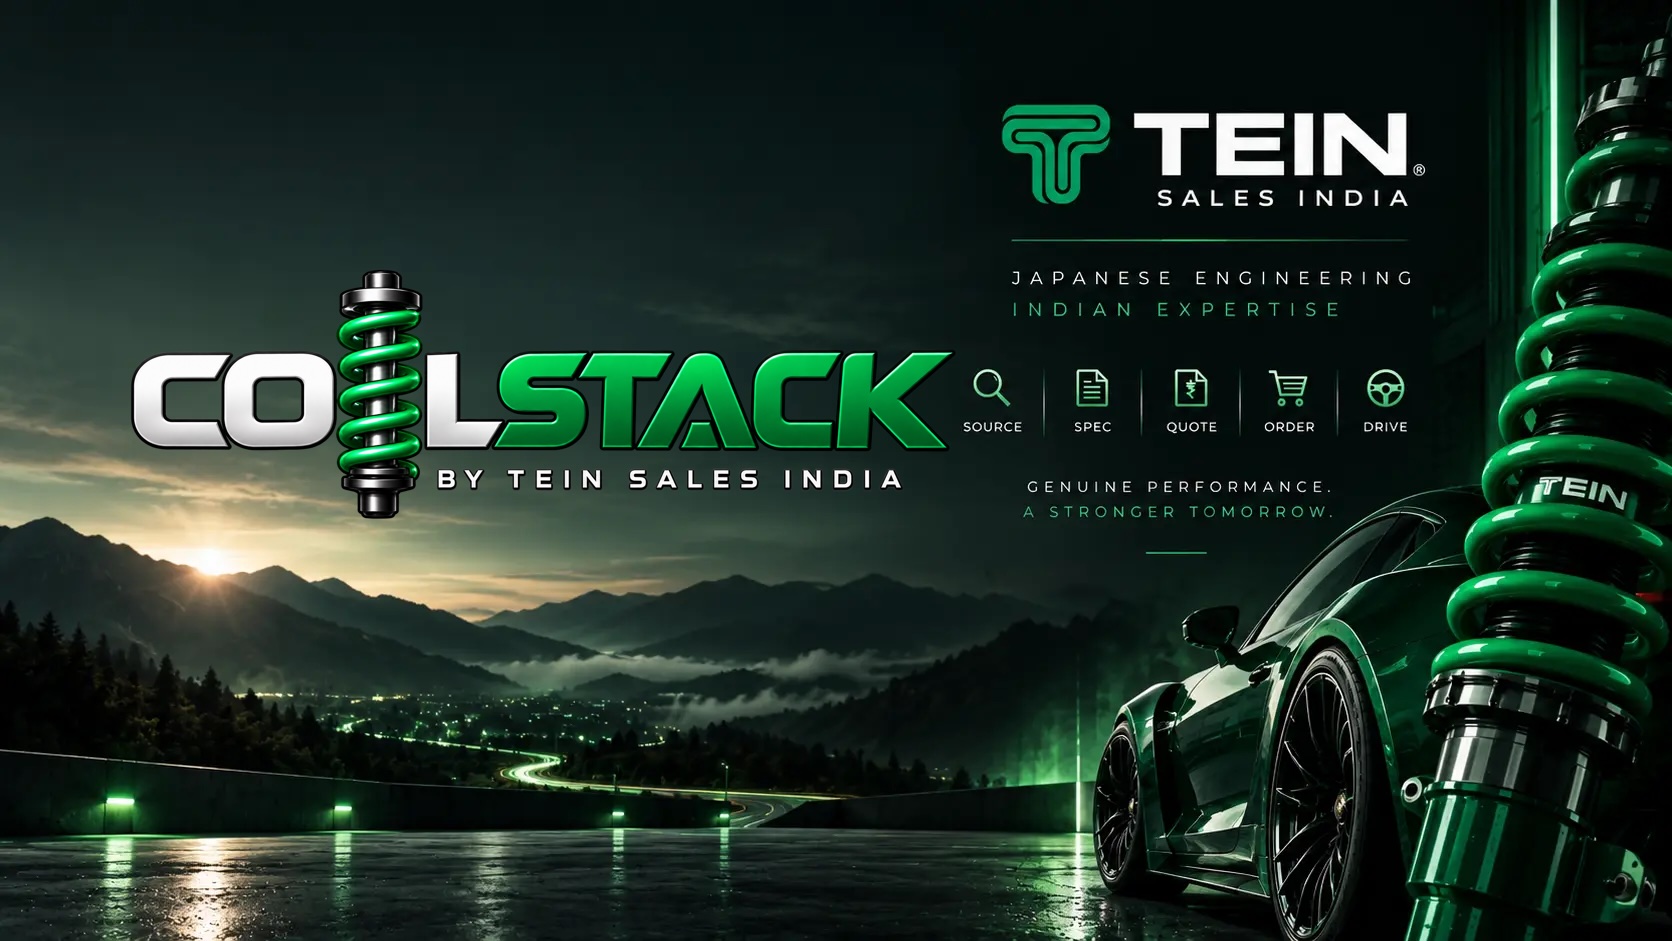 COILSTACK
BY TEIN SALES INDIA
TEIN®
SALES INDIA
JAPANESE ENGINEERING
INDIAN EXPERTISE
SOURCE
SPEC
QUOTE
ORDER
DRIVE
GENUINE PERFORMANCE.
A STRONGER TOMORROW.
TEIN